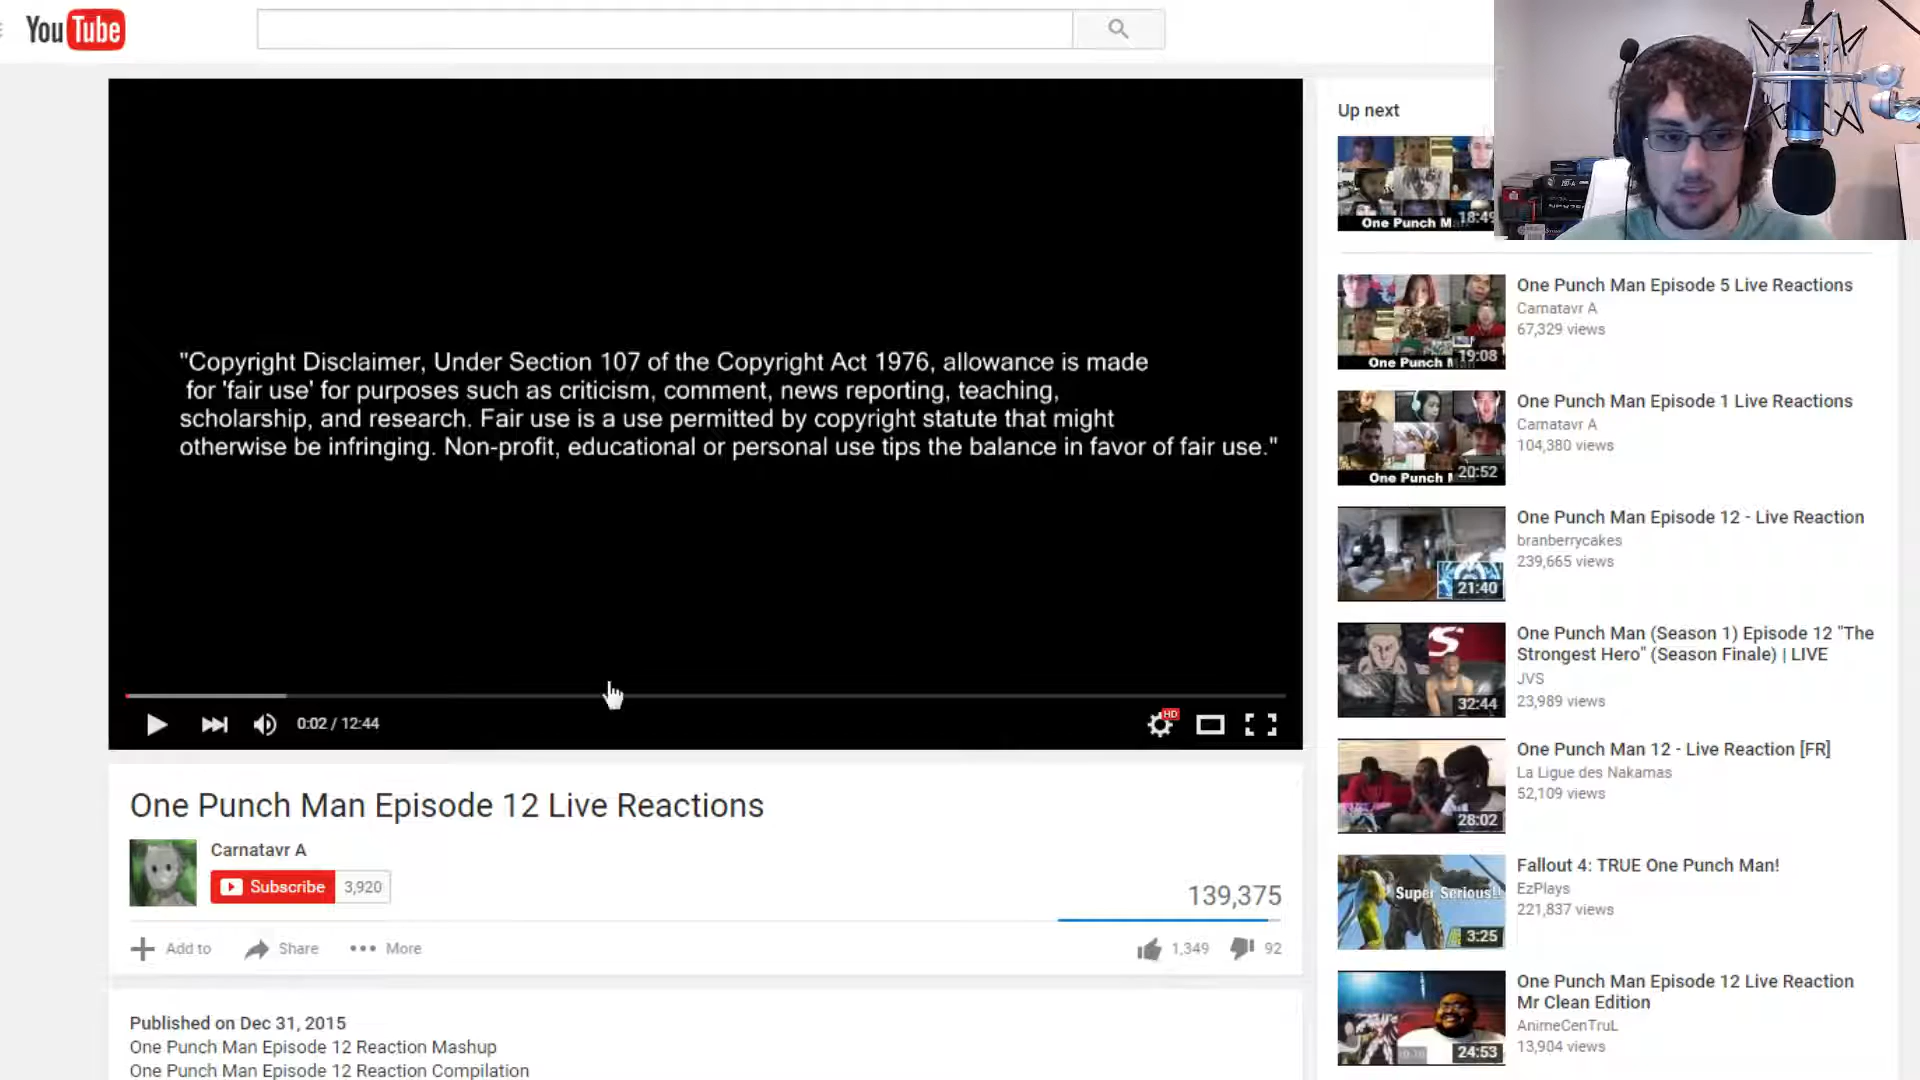 YouTube
"Copyright Disclaimer, Under Section 107 of the Copyright Act 1976, allowance is made
for 'fair use' for purposes such as criticism, comment, news reporting, teaching,
scholarship, and research. Fair use is a use permitted by copyright statute that might
otherwise be infringing. Non-profit, educational or personal use tips the balance in favor of fair use."
0:02 / 12:44
HD
One Punch Man Episode 12 Live Reactions
Carnatavr A
Subscribe 3,920
139,375
Add to Share More
1,349 92
Published on Dec 31, 2015
One Punch Man Episode 12 Reaction Mashup
One Punch Man Episode 12 Reaction Compilation
Up next
One Punch
18:49
One Punch
19:08
One Punch Man Episode 5 Live Reactions
Carnatavr A
67,329 views
One Punch
20:52
One Punch Man Episode 1 Live Reactions
Carnatavr A
104,380 views
21:40
One Punch Man Episode 12 - Live Reaction
branberrycakes
239,665 views
32:44
One Punch Man (Season 1) Episode 12 "The
Strongest Hero" (Season Finale) | LIVE
JVS
23,989 views
28:02
One Punch Man 12 - Live Reaction [FR]
La Ligue des Nakamas
52,109 views
Super Serious!!
3:25
Fallout 4: TRUE One Punch Man!
EzPlays
221,837 views
24:53
One Punch Man Episode 12 Live Reaction
Mr Clean Edition
AnimeCenTruL
13,904 views